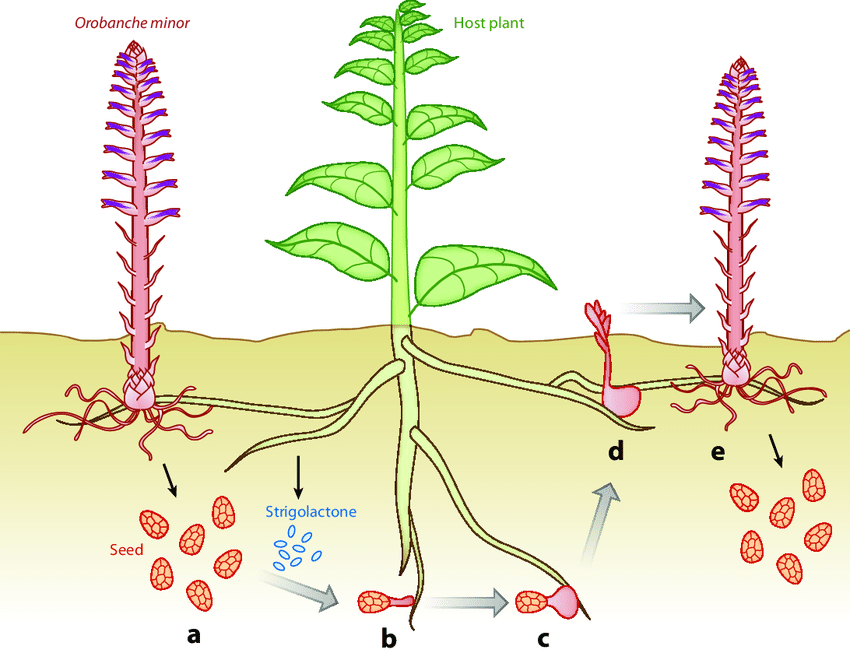 Orobanche minor
Host plant
Strigolactone
Seed
a
b
c
d
e